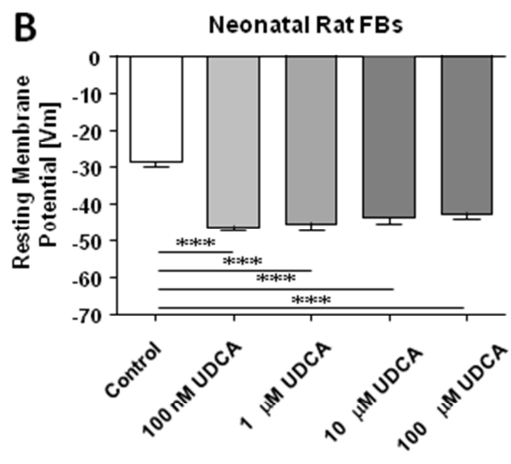 B
Neonatal Rat FBs
Resting Membrane
Potential [Vm]
0
-10
-20
-30
-40
-50
-60
-70
***
***
***
***
Control
100 nM UDCA
1 μM UDCA
10 μM UDCA
100 μM UDCA